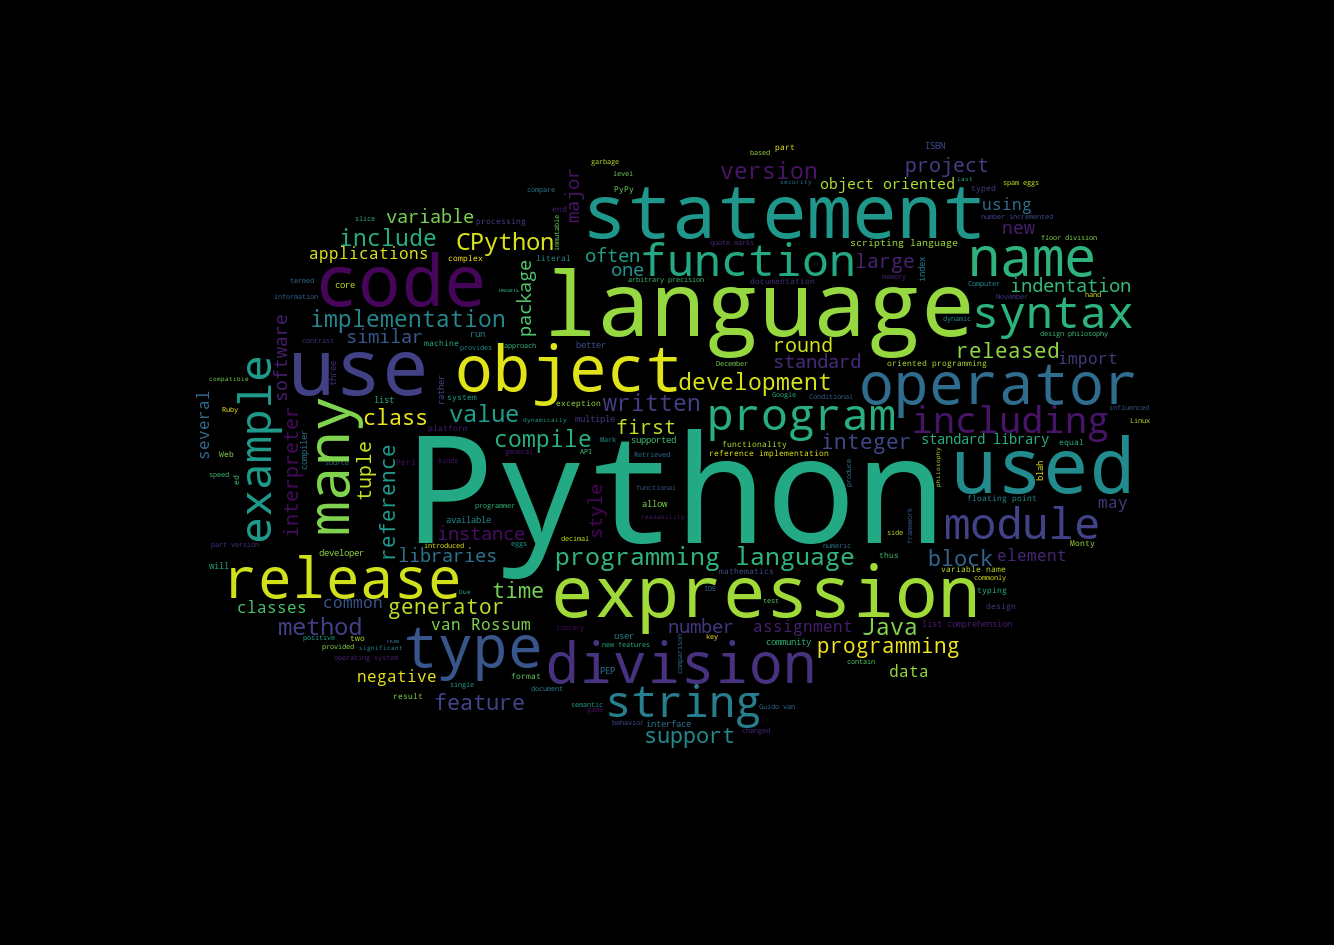 part
ISBN
based
garbage
version
project
level
security
object oriented
last
PyPy
typed
spam eggs
compare
major
statement
using
end
slice
variable
processing
number incremented
new
immutable
include
CPython
quote marks
scripting language
floor division
applications
complex
literal
often
function
large
name
one
index
code
core
package
arbitrary precision
memory
documentation
language
Computer
indentation
termed
information
November
hand
implementation
dynamic
syntax
software
contrast
similar
run
machine
provides
approach
better
round
design philosophy
released
standard
import
use
three
object
December
oriented programming
example
compatible
rather
system
development
Google
Conditional
operator
several
list
exception
written
Ruby
many
class
value
dynamically
multiple
program
including
influenced
interpreter
platform
first
Linux
compiler
compile
Mark
supported
functionality
integer
standard library
equal
Web
tuple
reference
general
API
Retrieved
reference implementation
source
Perl
kinds
Python
philosophy
blah
used
speed
ed
produce
programmer
style
functional
allow
floating point
may
available
readability
framework
module
instance
decimal
side
part version
introduced
eggs
numeric
Monty
developer
libraries
programming language
thus
block
element
will
mathematics
variable name
release
time
expression
commonly
Due
IDE
typing
classes
common
generator
test
design
method
van Rossum
library
number
assignment
Java
list comprehension
positive
two
type
user
key
community
programming
provided
significant
new features
comparision
operating system
division
contain
negative
format
PEP
data
single
document
result
feature
semantic
string
Guido van
game
behavior
interface
support
changed